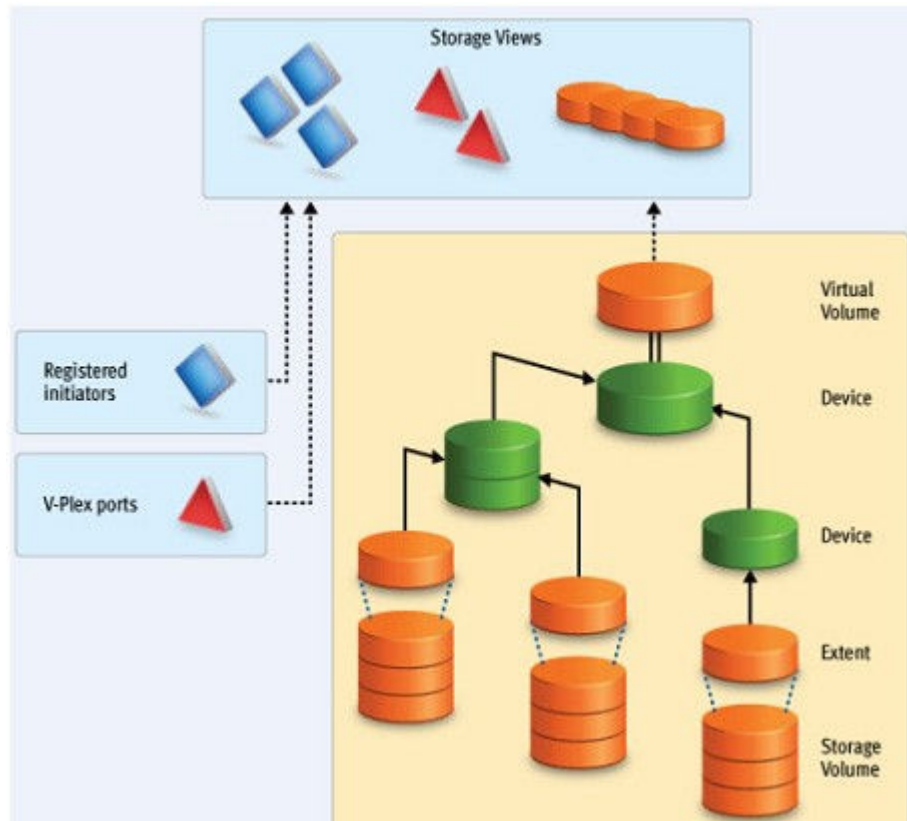 Storage Views
Virtual
Volume
Registered
initiators
Device
V-Plex ports
Device
Extent
Storage
Volume